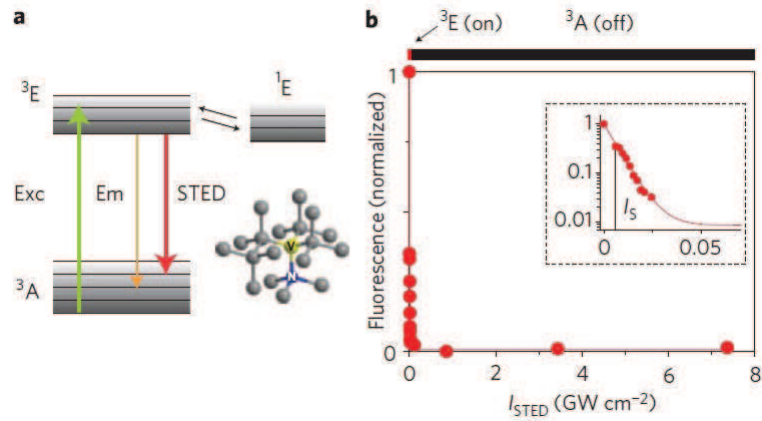 a
³E
¹E
Exc
Em
STED
³A
V
N
b
³E (on)
³A (off)
Fluorescence (normalized)
1
0
0
2
4
6
8
I_STED (GW cm⁻²)
1
0.1
0.01
I_S
0
0.05